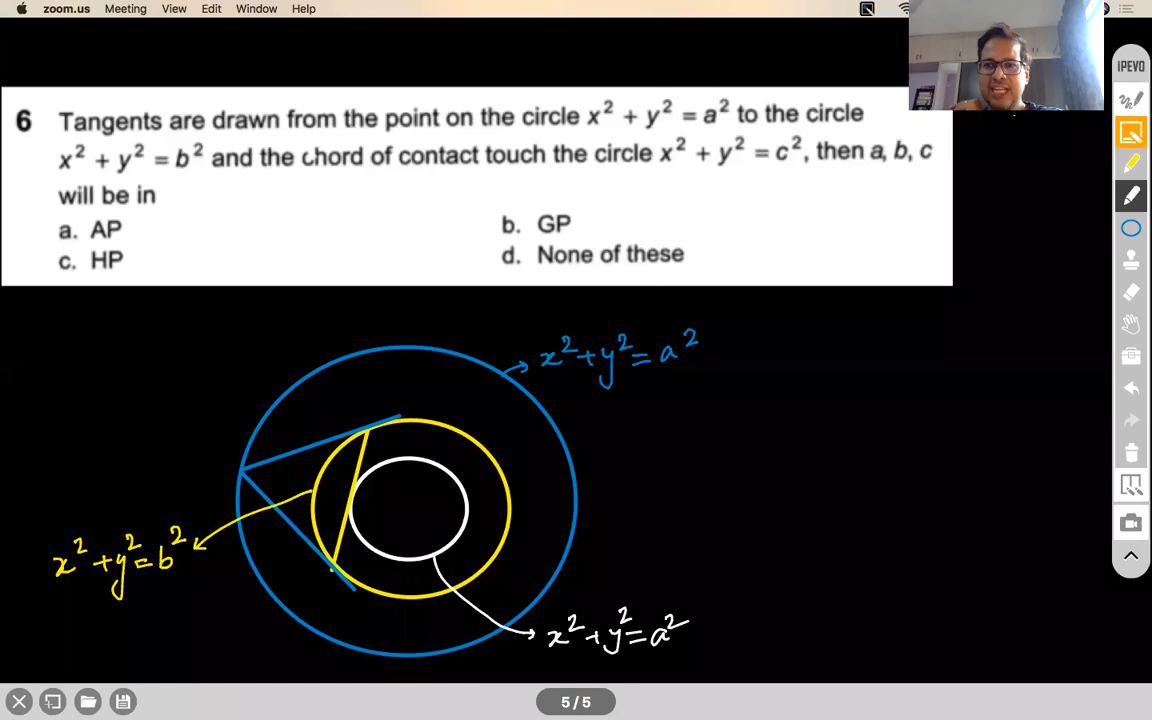 zoom.us Meeting View Edit Window Help
IPEVO
6 Tangents are drawn from the point on the circle x² + y² = a² to the circle
x² + y² = b² and the chord of contact touch the circle x² + y² = c², then a, b, c
will be in
a. AP
b. GP
c. HP
d. None of these
x²+y²=a²
x²+y²=b²
x²+y²=a²
5/5